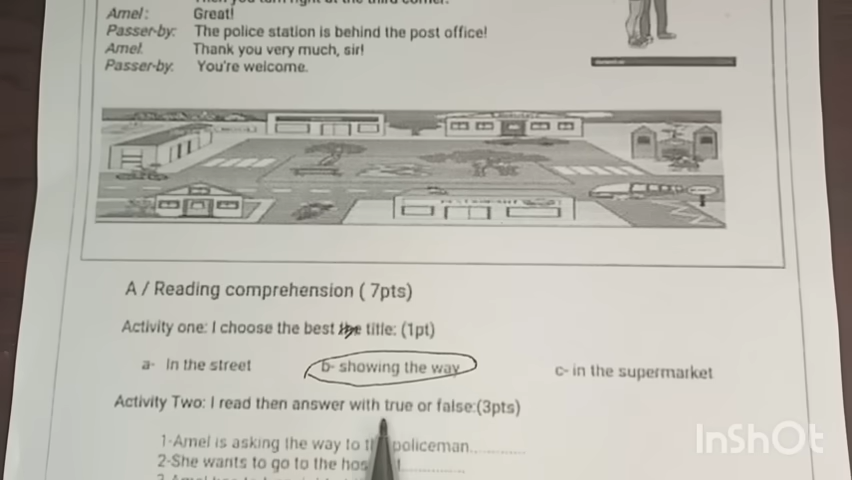 Amel: Great!
Passer-by: The police station is behind the post office!
Amel. Thank you very much, sir!
Passer-by. You're welcome.
A / Reading comprehension ( 7pts)
Activity one: I choose the best the title: (1pt)
a- In the street b- showing the way c- in the supermarket
Activity Two: I read then answer with true or false:(3pts)
1-Amel is asking the way to policeman..........
2-She wants to go to the
InShOt